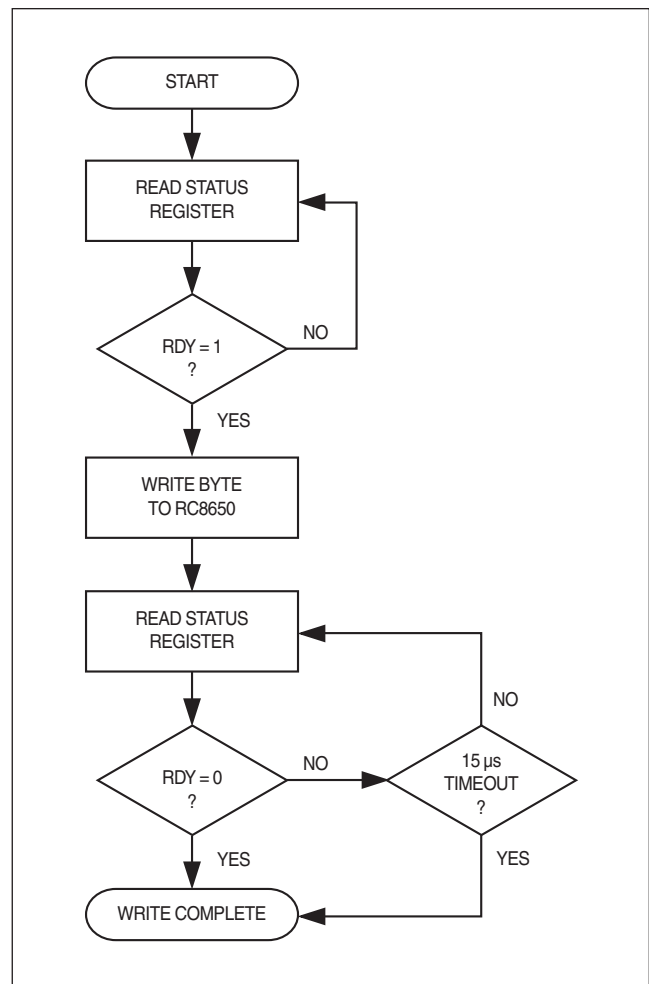 START
READ STATUS
REGISTER
NO
RDY = 1
?
YES
WRITE BYTE
TO RC8650
READ STATUS
REGISTER
NO
RDY = 0
?
NO
15 µs
TIMEOUT
?
YES
YES
WRITE COMPLETE